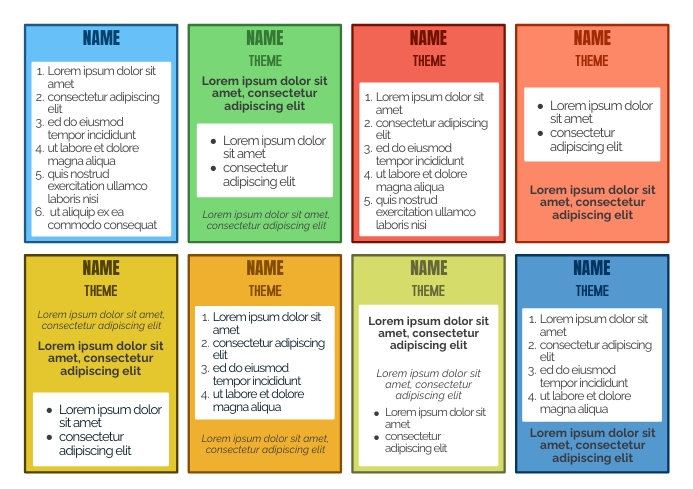 NAME
1. Lorem ipsum dolor sit
amet
2. consectetur adipiscing
elit
3. ed do eiusmod
tempor incididunt
4. ut labore et dolore
magna aliqua
5. quis nostrud
exercitation ullamco
laboris nisi
6. ut aliquip ex ea
commodo consequat
NAME
THEME
Lorem ipsum dolor sit
amet, consectetur
adipiscing elit
● Lorem ipsum dolor
sit amet
● consectetur
adipiscing elit
Lorem ipsum dolor sit amet,
consectetur adipiscing elit
NAME
THEME
1. Lorem ipsum dolor sit
amet
2. consectetur adipiscing
elit
3. ed do eiusmod
tempor incididunt
4. ut labore et dolore
magna aliqua
5. quis nostrud
exercitation ullamco
laboris nisi
NAME
THEME
● Lorem ipsum dolor
sit amet
● consectetur
adipiscing elit
Lorem ipsum dolor sit
amet, consectetur
adipiscing elit
NAME
THEME
Lorem ipsum dolor sit amet,
consectetur adipiscing elit
Lorem ipsum dolor sit
amet, consectetur
adipiscing elit
● Lorem ipsum dolor
sit amet
● consectetur
adipiscing elit
NAME
THEME
1. Lorem ipsum dolor sit
amet
2. consectetur adipiscing
elit
3. ed do eiusmod
tempor incididunt
4. ut labore et dolore
magna aliqua
Lorem ipsum dolor sit amet,
consectetur adipiscing elit
NAME
THEME
Lorem ipsum dolor sit
amet, consectetur
adipiscing elit
Lorem ipsum dolor sit
amet, consectetur
adipiscing elit
● Lorem ipsum dolor sit
amet
● consectetur
adipiscing elit
NAME
THEME
1. Lorem ipsum dolor sit
amet
2. consectetur adipiscing
elit
3. ed do eiusmod
tempor incididunt
4. ut labore et dolore
magna aliqua
Lorem ipsum dolor sit
amet, consectetur
adipiscing elit